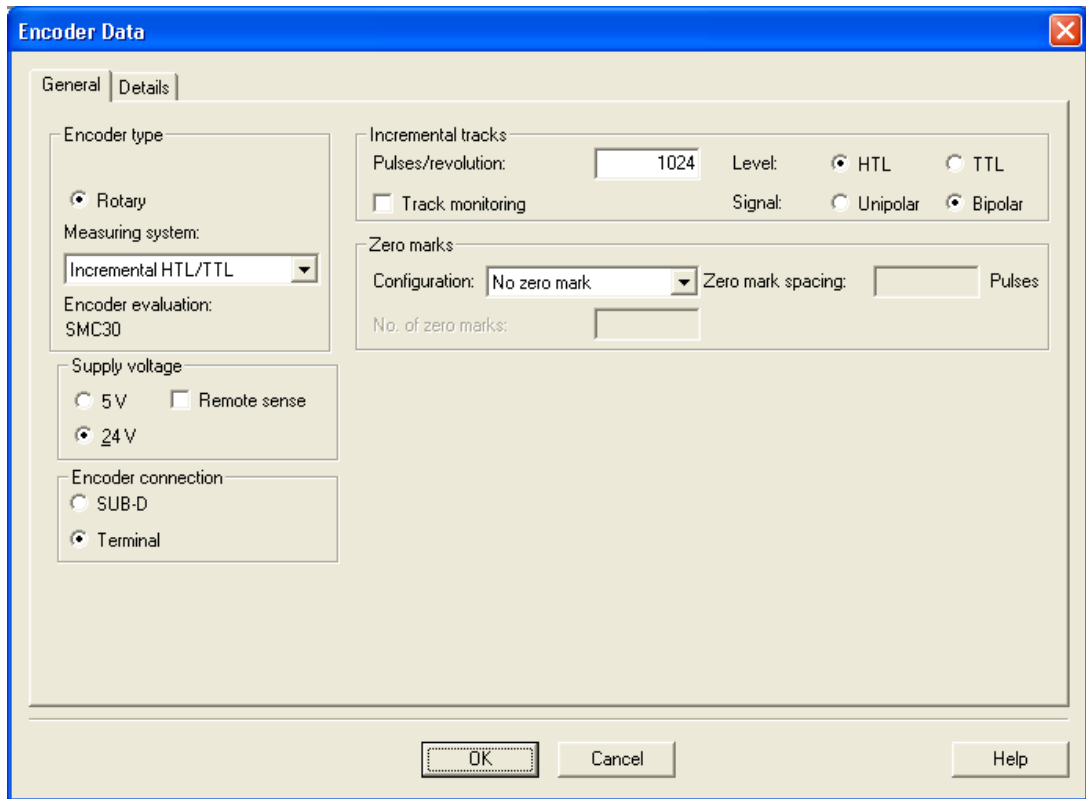 Encoder Data
General
Details
Encoder type
Rotary
Measuring system:
Incremental HTL/TTL
Encoder evaluation:
SMC30
Supply voltage
5 V
Remote sense
24 V
Encoder connection
SUB-D
Terminal
Incremental tracks
Pulses/revolution:
1024
Level:
HTL
TTL
Track monitoring
Signal:
Unipolar
Bipolar
Zero marks
Configuration:
No zero mark
Zero mark spacing:
Pulses
No. of zero marks:
OK
Cancel
Help